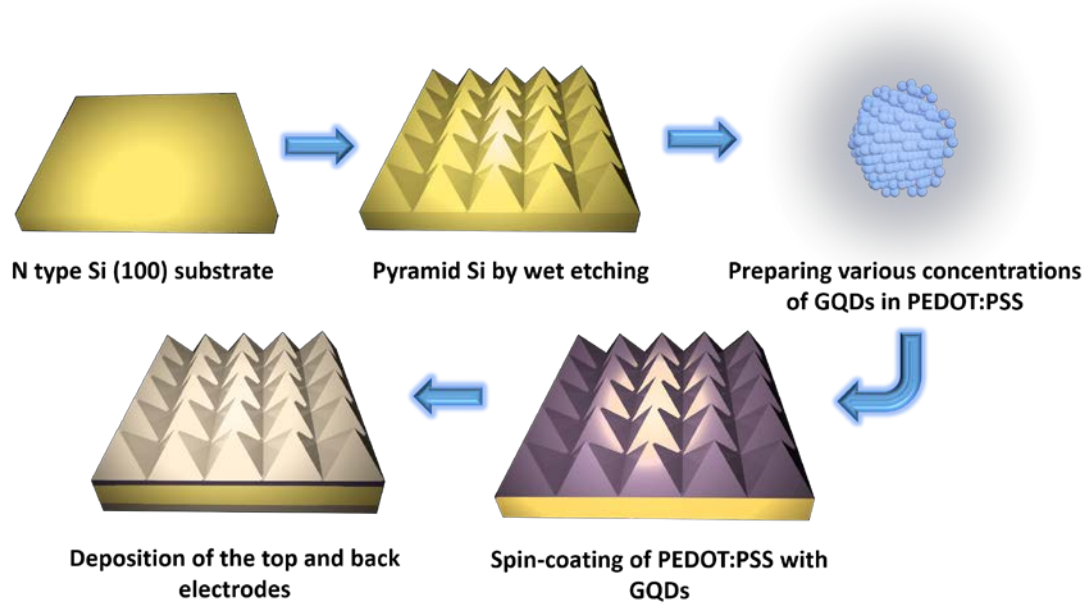 N type Si (100) substrate
Pyramid Si by wet etching
Preparing various concentrations
of GQDs in PEDOT:PSS
Spin-coating of PEDOT:PSS with
GQDs
Deposition of the top and back
electrodes